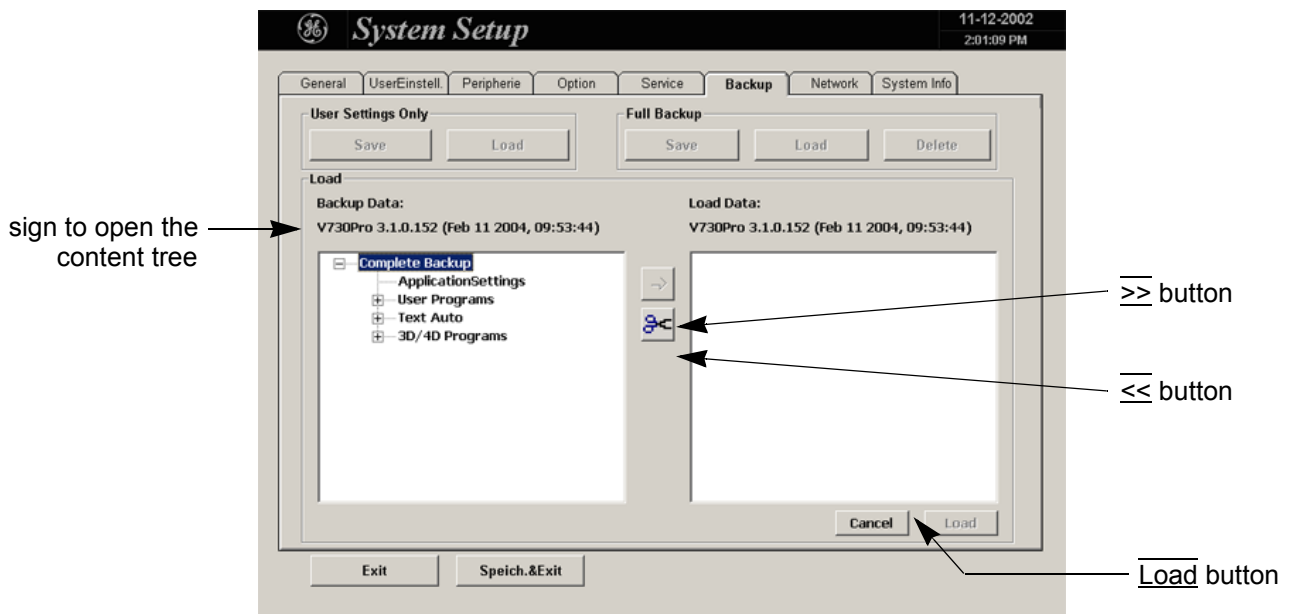 System Setup
11-12-2002
2:01:09 PM
General UserEinstell. Peripherie Option Service Backup Network System Info
User Settings Only
Save Load
Full Backup
Save Load Delete
Load
Backup Data:
V730Pro 3.1.0.152 (Feb 11 2004, 09:53:44)
Complete Backup
ApplicationSettings
User Programs
Text Auto
3D/4D Programs
Load Data:
V730Pro 3.1.0.152 (Feb 11 2004, 09:53:44)
Cancel Load
Exit Speich.&Exit
sign to open the
content tree
>> button
<< button
Load button